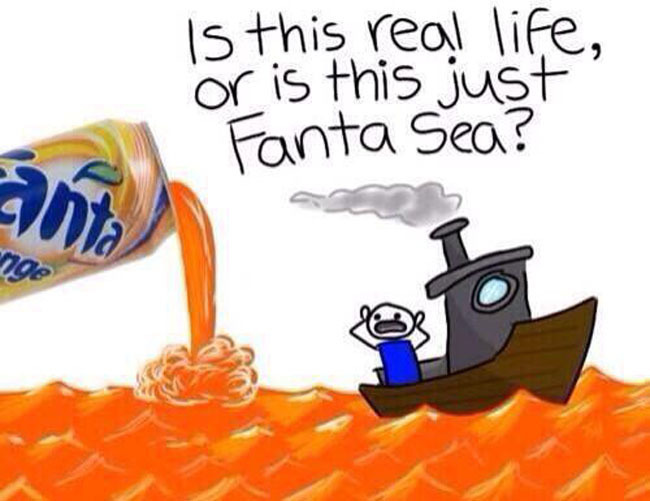 Is this real life,
or is this just
Fanta Sea?
anta
nge